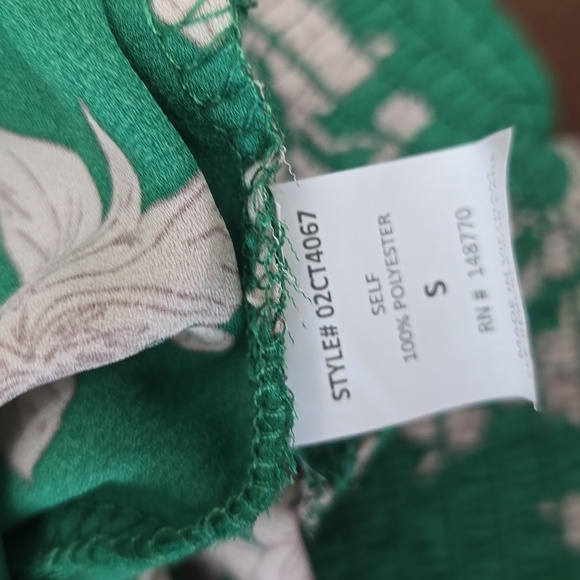 STYLE# 02CT4067
SELF
100% POLYESTER
S
RN # 148770